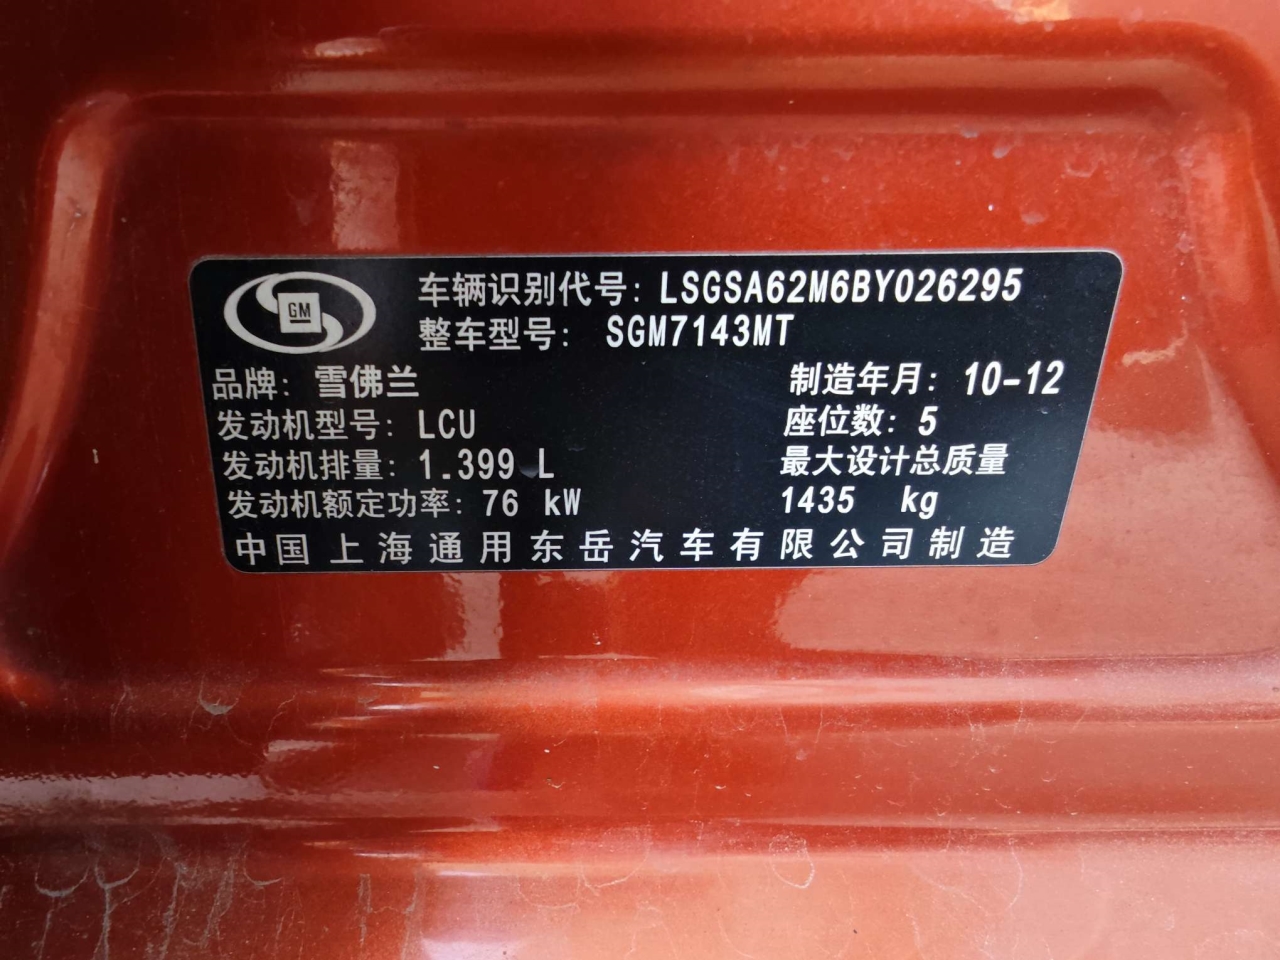 GM
车辆识别代号: LSGSA62M6BY026295
整车型号: SGM7143MT
品牌: 雪佛兰 制造年月: 10-12
发动机型号: LCU 座位数: 5
发动机排量: 1.399 L 最大设计总质量
发动机额定功率: 76 kW 1435 kg
中国上海通用东岳汽车有限公司制造